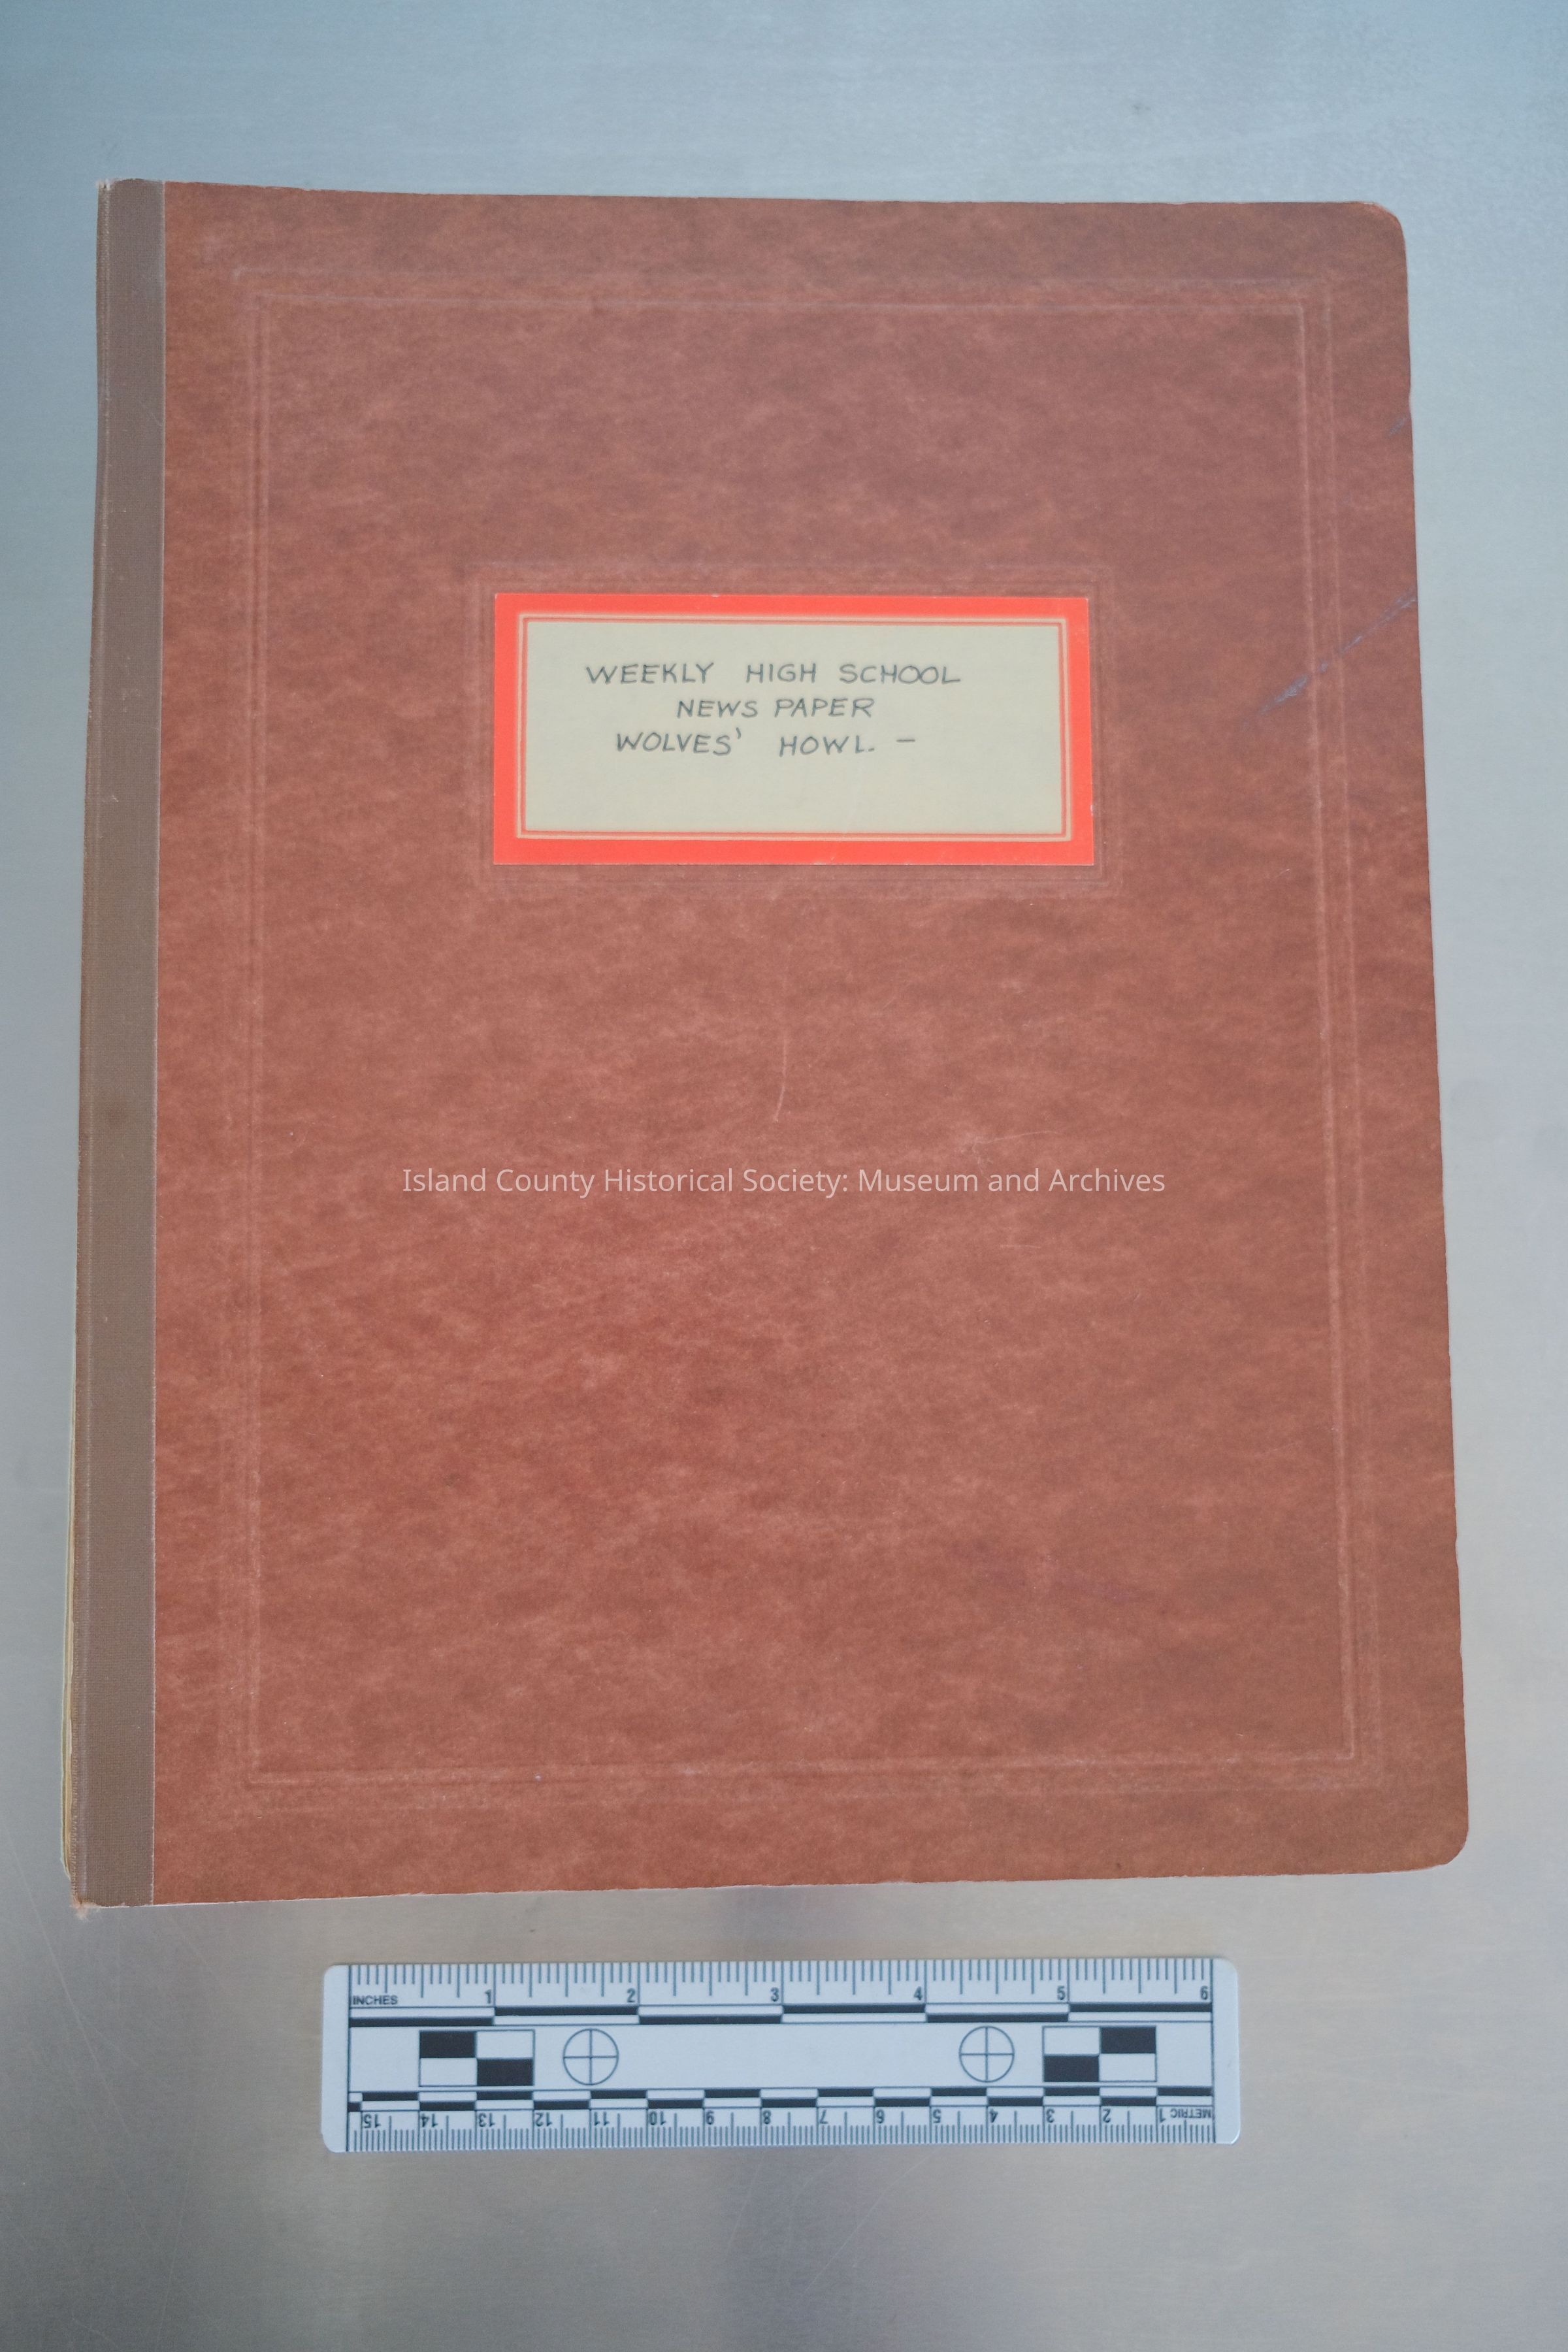 WEEKLY HIGH SCHOOL
NEWS PAPER
WOLVES' HOWL. –
Island County Historical Society: Museum and Archives
INCHES 1 2 3 4 5 6
15 14 13 12 11 10 9 8 7 6 5 4 3 2 1 METRIC